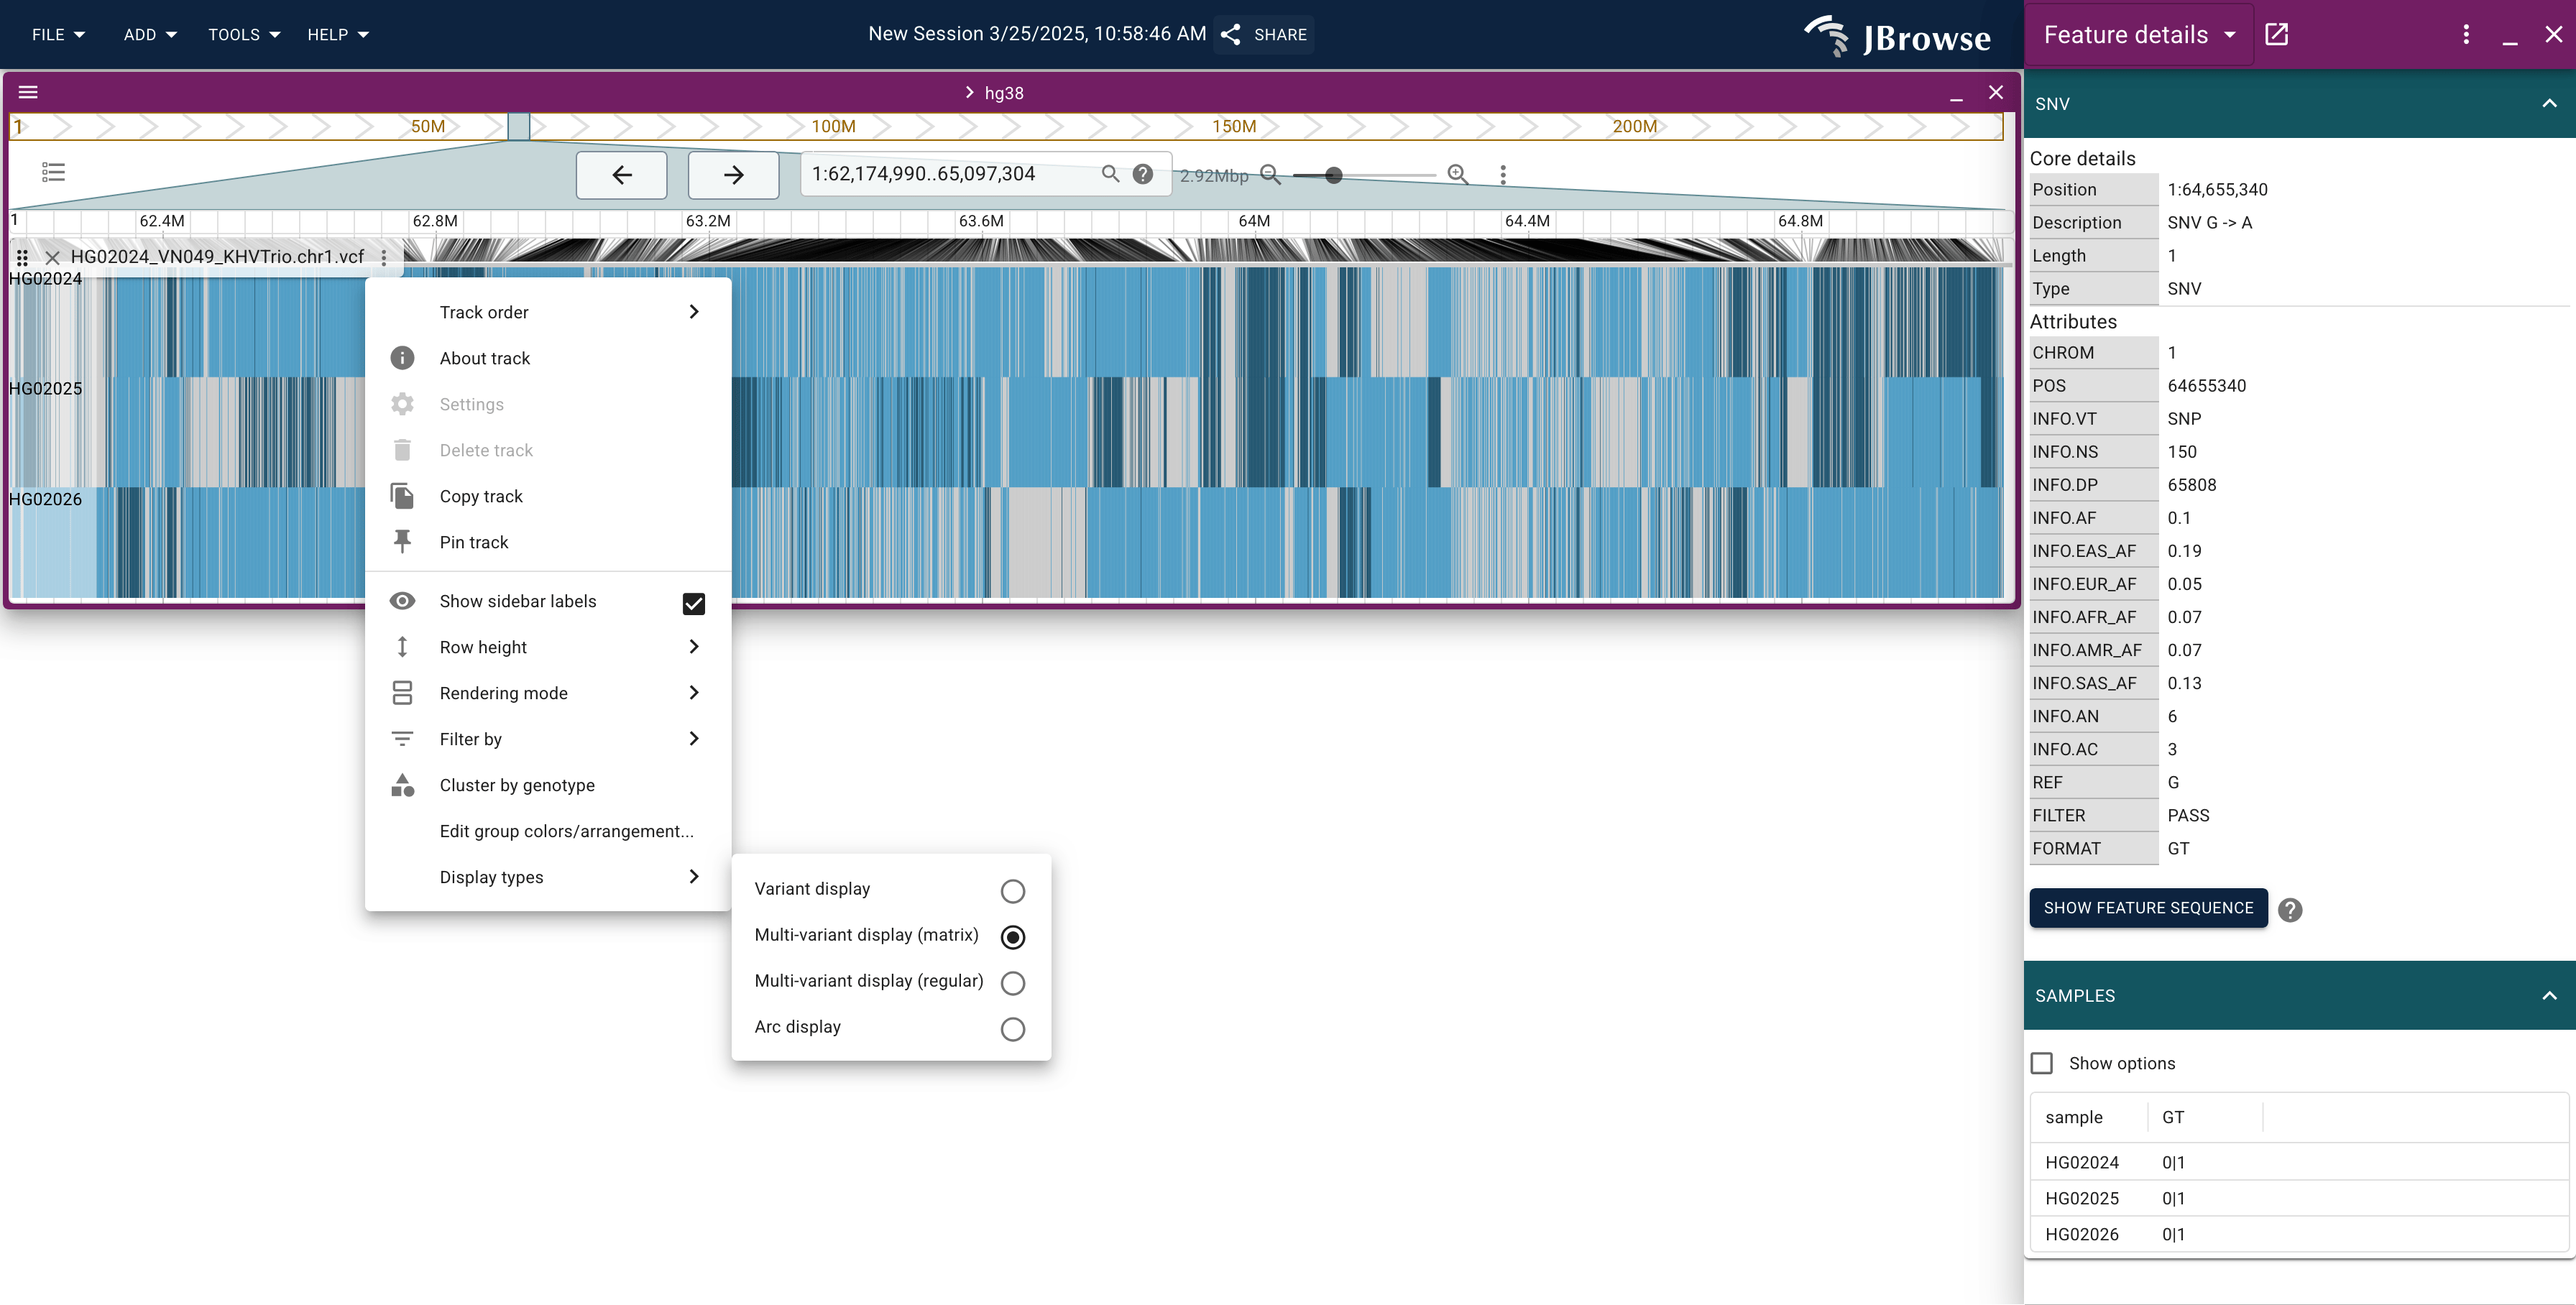 FILE ADD TOOLS HELP New Session 3/25/2025, 10:58:46 AM SHARE JBrowse
hg38
1 50M 100M 150M 200M
1:62,174,990..65,097,304 2.92Mbp
1 62.4M 62.8M 63.2M 63.6M 64M 64.4M 64.8M
HG02024_VN049_KHVTrio.chr1.vcf
HG02024
HG02025
HG02026
Track order
About track
Settings
Delete track
Copy track
Pin track
Show sidebar labels
Row height
Rendering mode
Filter by
Cluster by genotype
Edit group colors/arrangement...
Display types
Variant display
Multi-variant display (matrix)
Multi-variant display (regular)
Arc display
Feature details
SNV
Core details
Position 1:64,655,340
Description SNV G -> A
Length 1
Type SNV
Attributes
CHROM 1
POS 64655340
INFO.VT SNP
INFO.NS 150
INFO.DP 65808
INFO.AF 0.1
INFO.EAS_AF 0.19
INFO.EUR_AF 0.05
INFO.AFR_AF 0.07
INFO.AMR_AF 0.07
INFO.SAS_AF 0.13
INFO.AN 6
INFO.AC 3
REF G
FILTER PASS
FORMAT GT
SHOW FEATURE SEQUENCE
SAMPLES
Show options
sample GT
HG02024 0|1
HG02025 0|1
HG02026 0|1